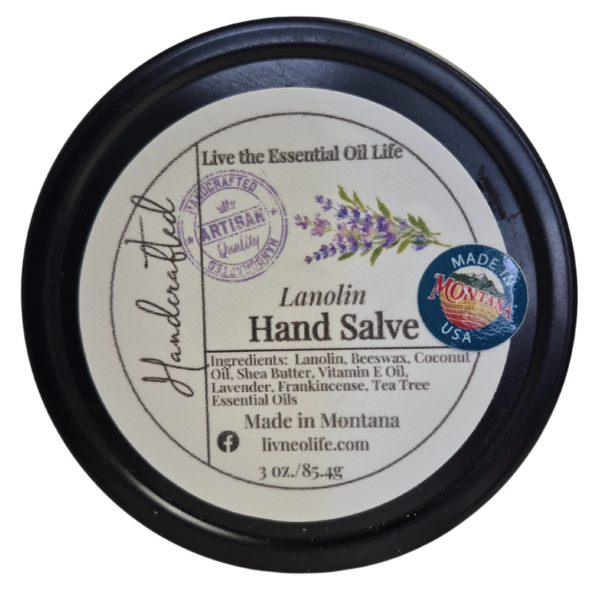 Live the Essential Oil Life
Handcrafted
HANDCRAFTED
ARTISAN
Quality
HANDCRAFTED
Lanolin
Hand Salve
MADE IN
MONTANA
USA
Ingredients: Lanolin, Beeswax, Coconut
Oil, Shea Butter, Vitamin E Oil,
Lavender, Frankincense, Tea Tree
Essential Oils
Made in Montana
livneolife.com
3 oz./85.4g